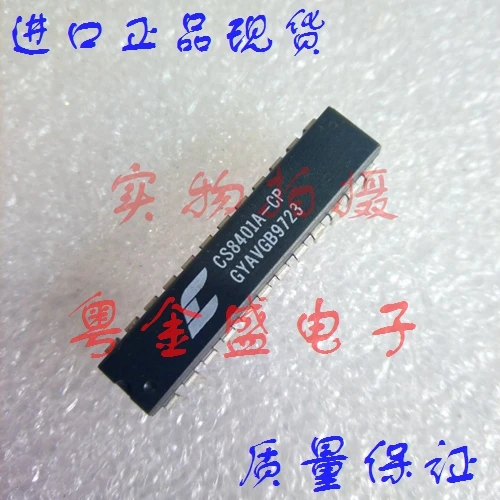 进口正品现货
实物拍摄
CS8401A-CP
GYAVGB9723
粤金盛电子
质量保证